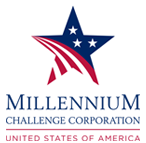 MILLENNIUM
CHALLENGE CORPORATION
UNITED STATES OF AMERICA